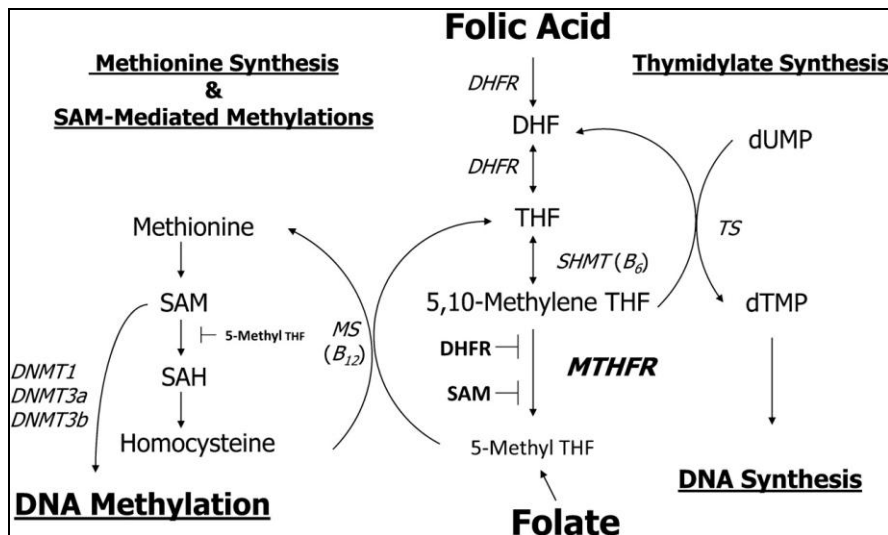 Folic Acid
Methionine Synthesis
&
SAM-Mediated Methylations
Thymidylate Synthesis
DHFR
DHF
dUMP
DHFR
Methionine
THF
TS
SHMT (B6)
SAM
5,10-Methylene THF
dTMP
5-Methyl THF
MS
(B12)
DHFR
MTHFR
DNMT1
DNMT3a
DNMT3b
SAH
SAM
Homocysteine
5-Methyl THF
DNA Methylation
DNA Synthesis
Folate